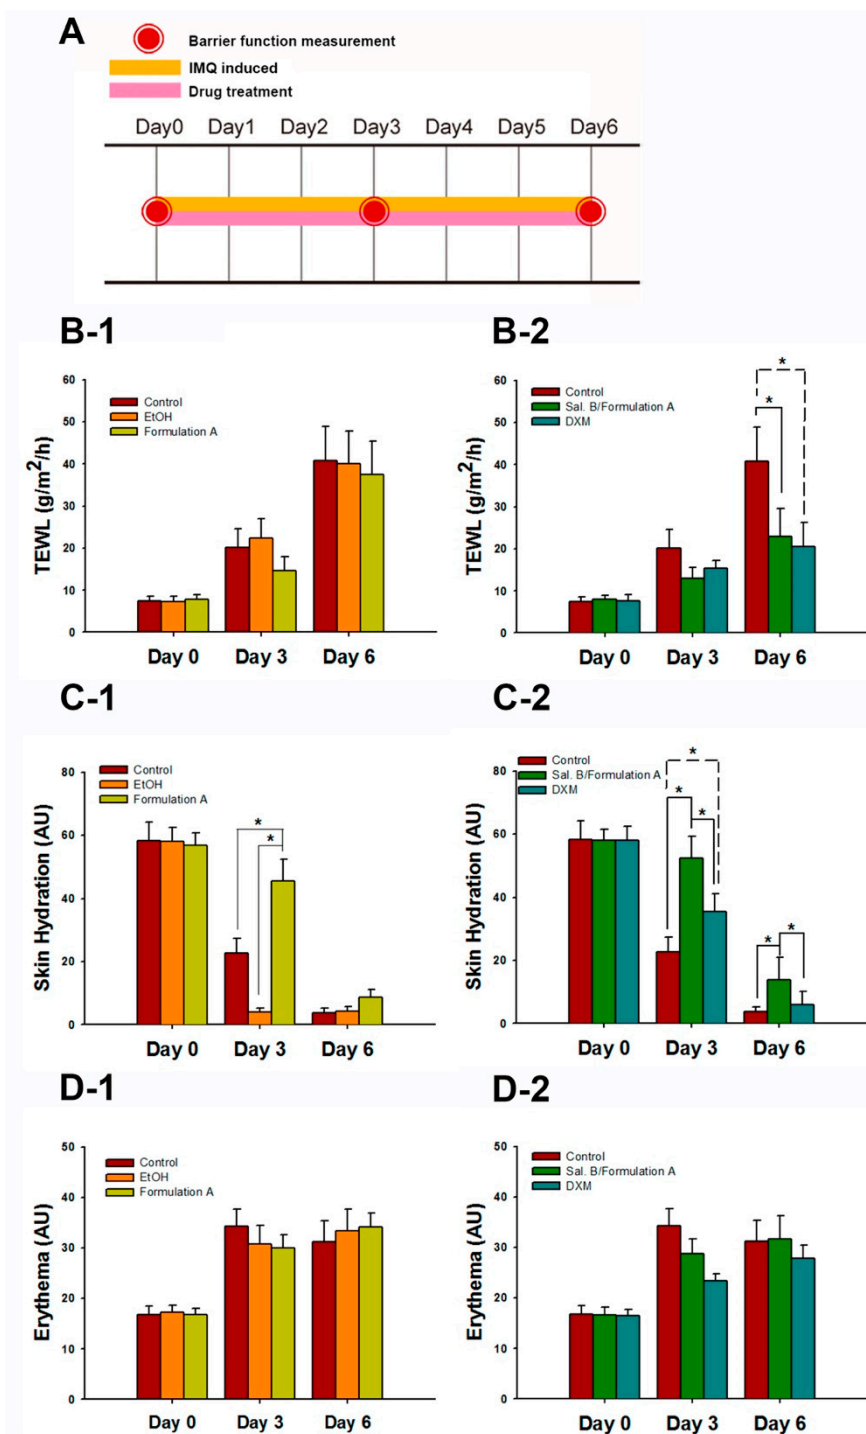 A
Barrier function measurement
IMQ induced
Drug treatment
Day0 Day1 Day2 Day3 Day4 Day5 Day6
B-1
TEWL (g/m²/h)
60
50
40
30
20
10
0
Control
EtOH
Formulation A
Day 0 Day 3 Day 6
B-2
TEWL (g/m²/h)
60
50
40
30
20
10
0
Control
Sal. B/Formulation A
DXM
*
*
Day 0 Day 3 Day 6
C-1
Skin Hydration (AU)
80
60
40
20
0
Control
EtOH
Formulation A
*
*
Day 0 Day 3 Day 6
C-2
Skin Hydration (AU)
80
60
40
20
0
Control
Sal. B/Formulation A
DXM
*
* *
* *
Day 0 Day 3 Day 6
D-1
Erythema (AU)
50
40
30
20
10
0
Control
EtOH
Formulation A
Day 0 Day 3 Day 6
D-2
Erythema (AU)
50
40
30
20
10
0
Control
Sal. B/Formulation A
DXM
Day 0 Day 3 Day 6